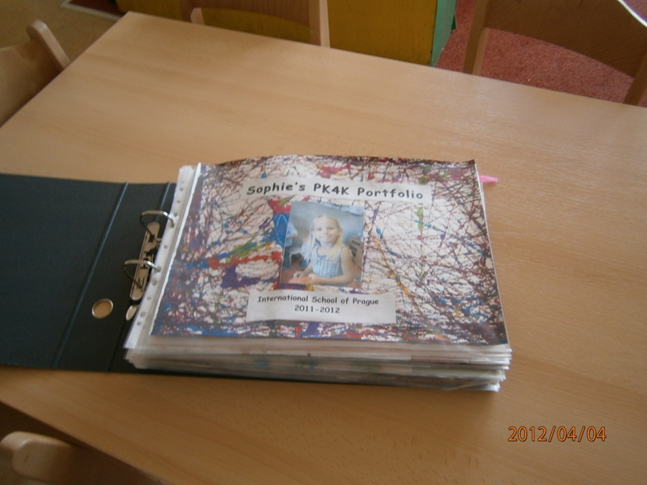 Sophie's PK4K Portfolio
International School of Prague
2011-2012
2012/04/04